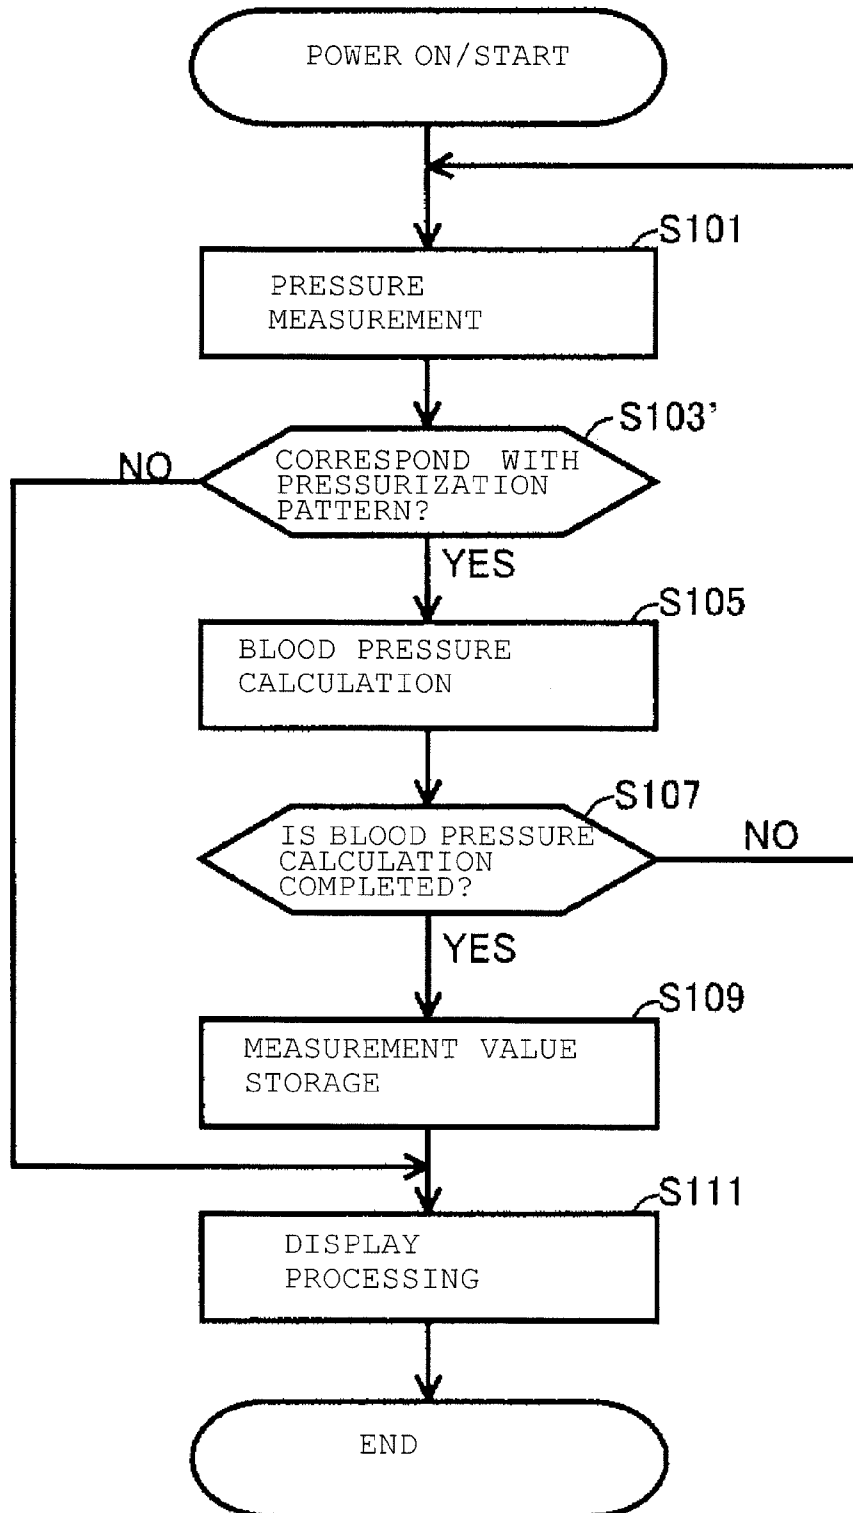 POWER ON/START
S101
PRESSURE
MEASUREMENT
S103'
NO
CORRESPOND WITH
PRESSURIZATION
PATTERN?
YES
S105
BLOOD PRESSURE
CALCULATION
S107
IS BLOOD PRESSURE
CALCULATION
COMPLETED?
NO
YES
S109
MEASUREMENT VALUE
STORAGE
S111
DISPLAY
PROCESSING
END